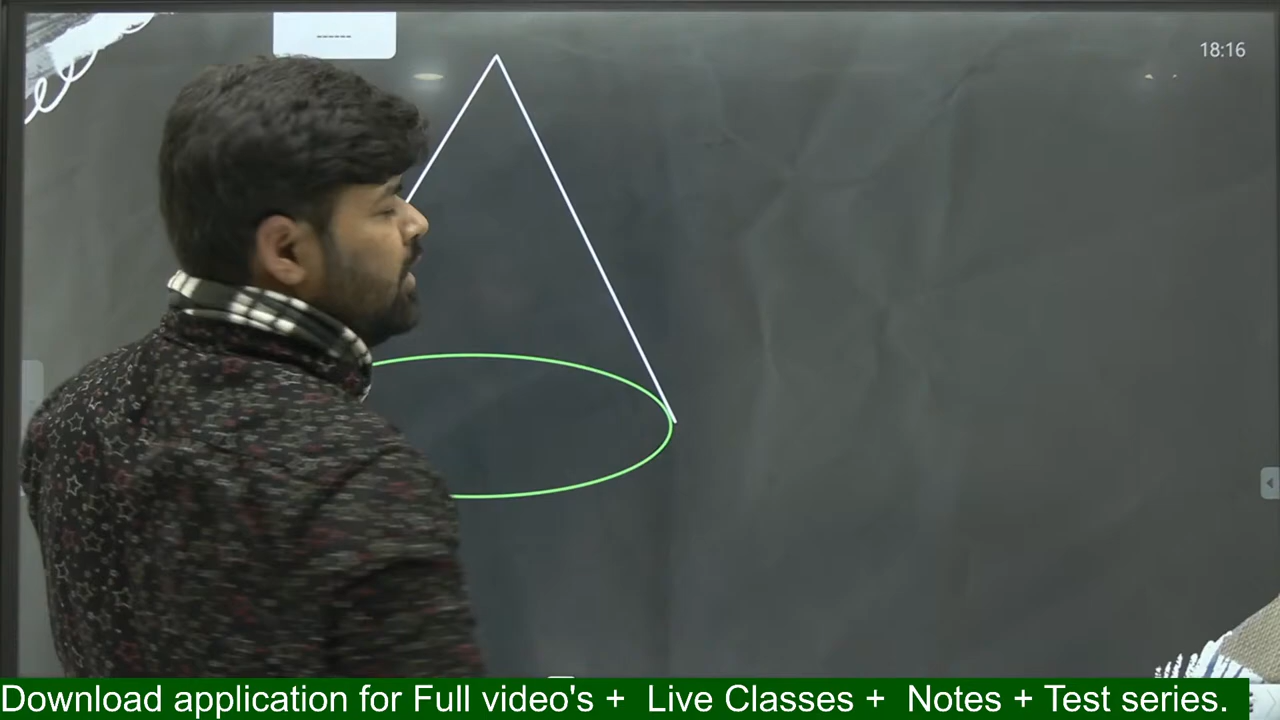 ------
18:16
Download application for Full video's + Live Classes + Notes + Test series.